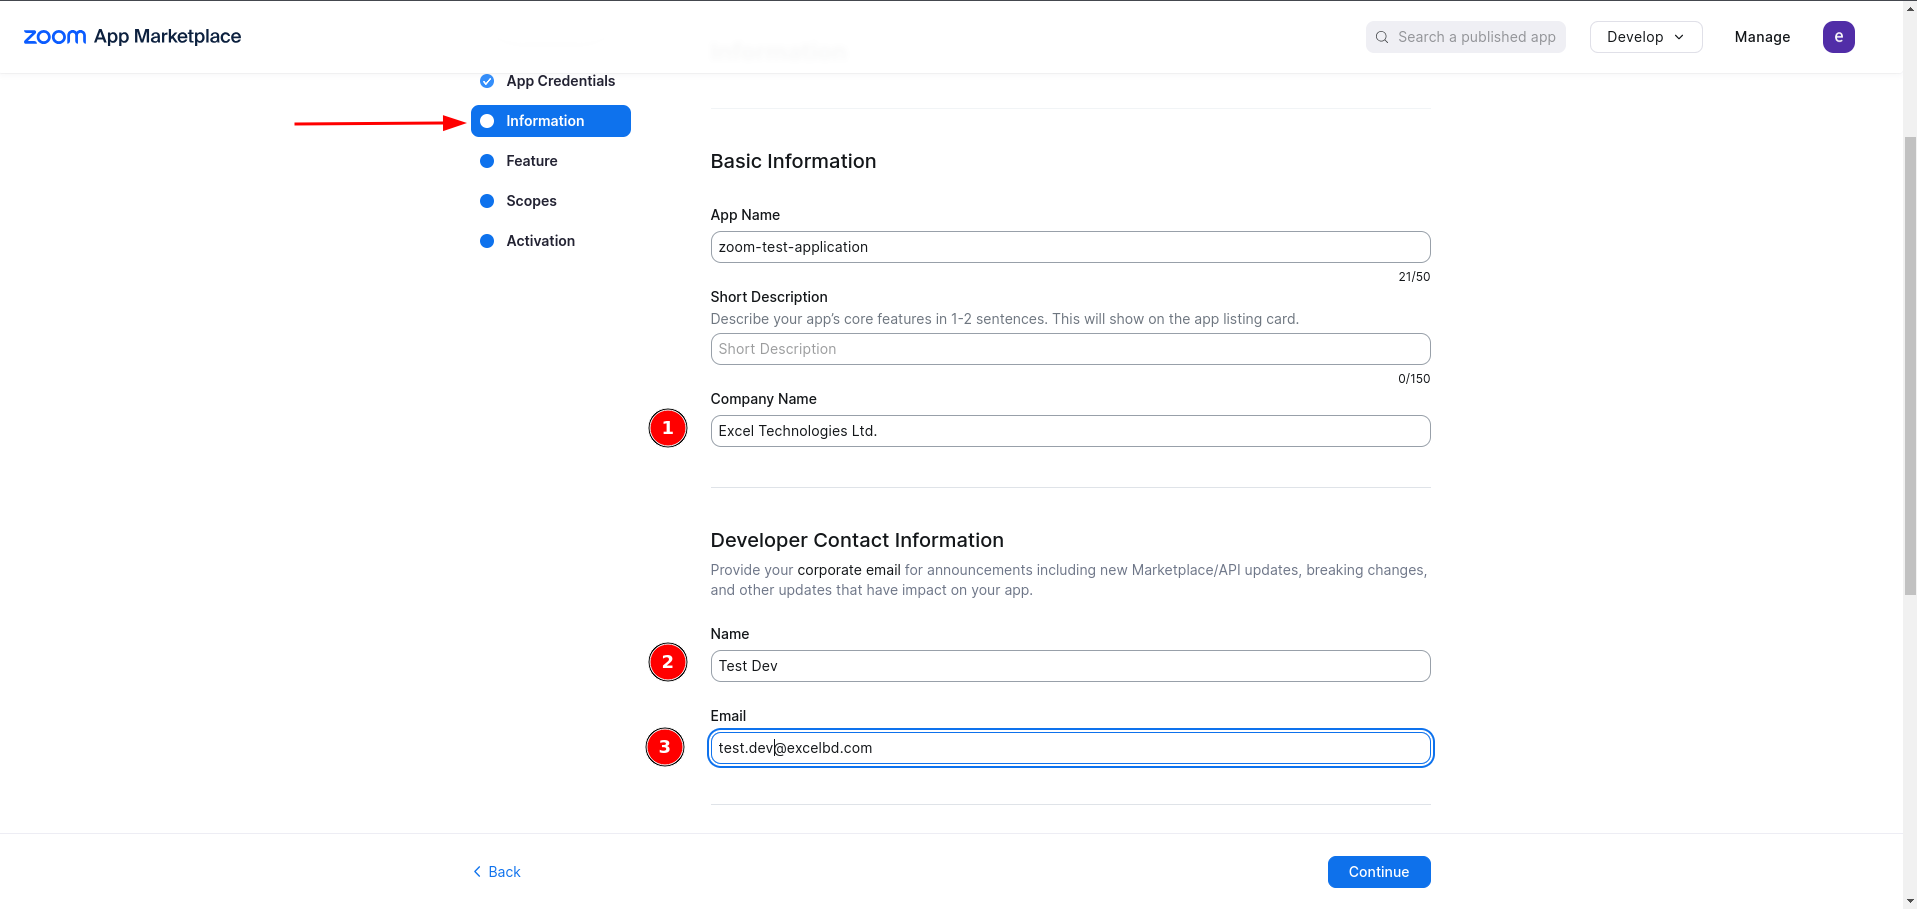 zoom App Marketplace
Search a published app
Develop
Manage
e
App Credentials
Information
Feature
Scopes
Activation
Basic Information
App Name
zoom-test-application
21/50
Short Description
Describe your app’s core features in 1-2 sentences. This will show on the app listing card.
Short Description
0/150
Company Name
1
Excel Technologies Ltd.
Developer Contact Information
Provide your corporate email for announcements including new Marketplace/API updates, breaking changes,
and other updates that have impact on your app.
Name
2
Test Dev
Email
3
test.dev@excelbd.com
Back
Continue